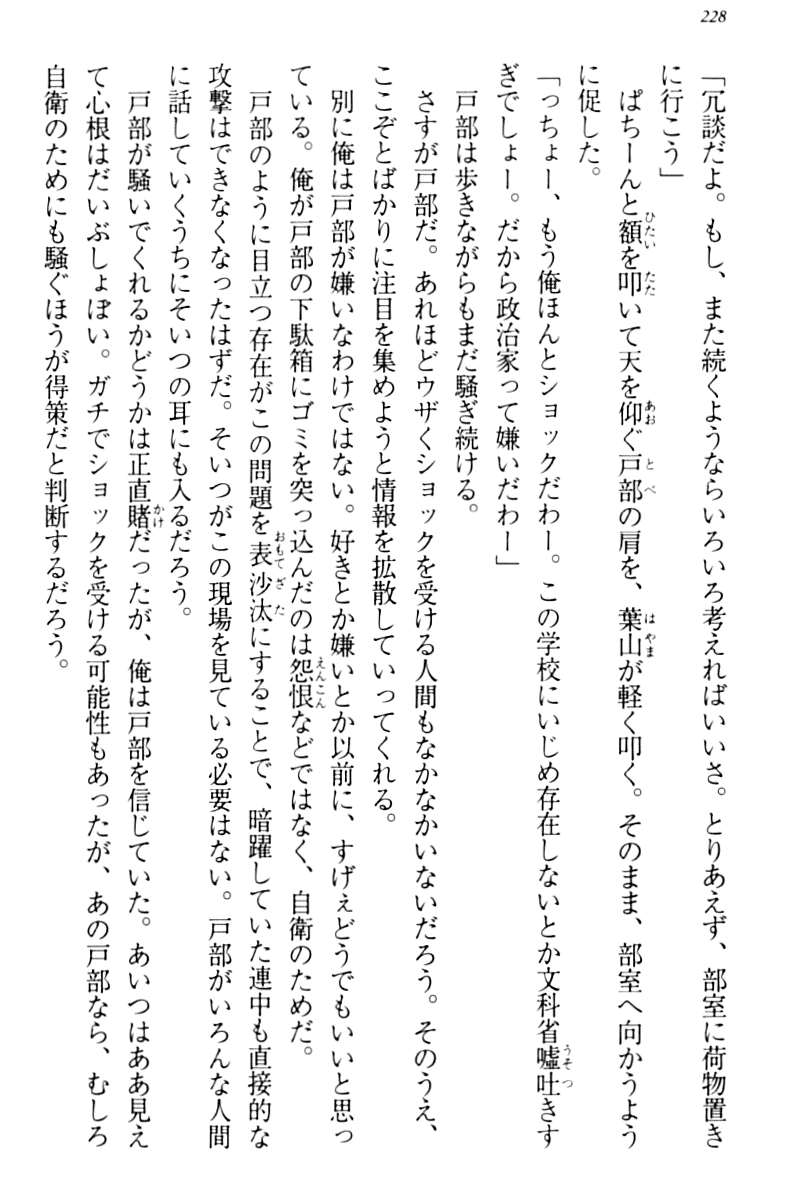 228
「冗談だよ。もし、また続くようならいろいろ考えればいいさ。とりあえず、部室に荷物置き
に行こう」
　ぱちーんと額を叩いて天を仰ぐ戸部の肩を、葉山が軽く叩く。そのまま、部室へ向かうよう
に促した。
「っちょー、もう俺ほんとショックだわー。この学校にいじめ存在しないとか文科省嘘吐きす
ぎでしょー。だから政治家って嫌いだわー」
　戸部は歩きながらもまだ騒ぎ続ける。
　さすが戸部だ。あれほどウザくショックを受ける人間もなかなかいないだろう。そのうえ、
ここぞとばかりに注目を集めようと情報を拡散していってくれる。
　別に俺は戸部が嫌いなわけではない。好きとか嫌いとか以前に、すげぇどうでもいいと思っ
ている。俺が戸部の下駄箱にゴミを突っ込んだのは怨恨などではなく、自衛のためだ。
　戸部のように目立つ存在がこの問題を表沙汰にすることで、暗躍していた連中も直接的な
攻撃はできなくなったはずだ。そいつがこの現場を見ている必要はない。戸部がいろんな人間
に話していくうちにそいつの耳にも入るだろう。
　戸部が騒いでくれるかどうかは正直賭だったが、俺は戸部を信じていた。あいつはああ見え
て心根はだいぶしょぼい。ガチでショックを受ける可能性もあったが、あの戸部なら、むしろ
自衛のためにも騒ぐほうが得策だと判断するだろう。